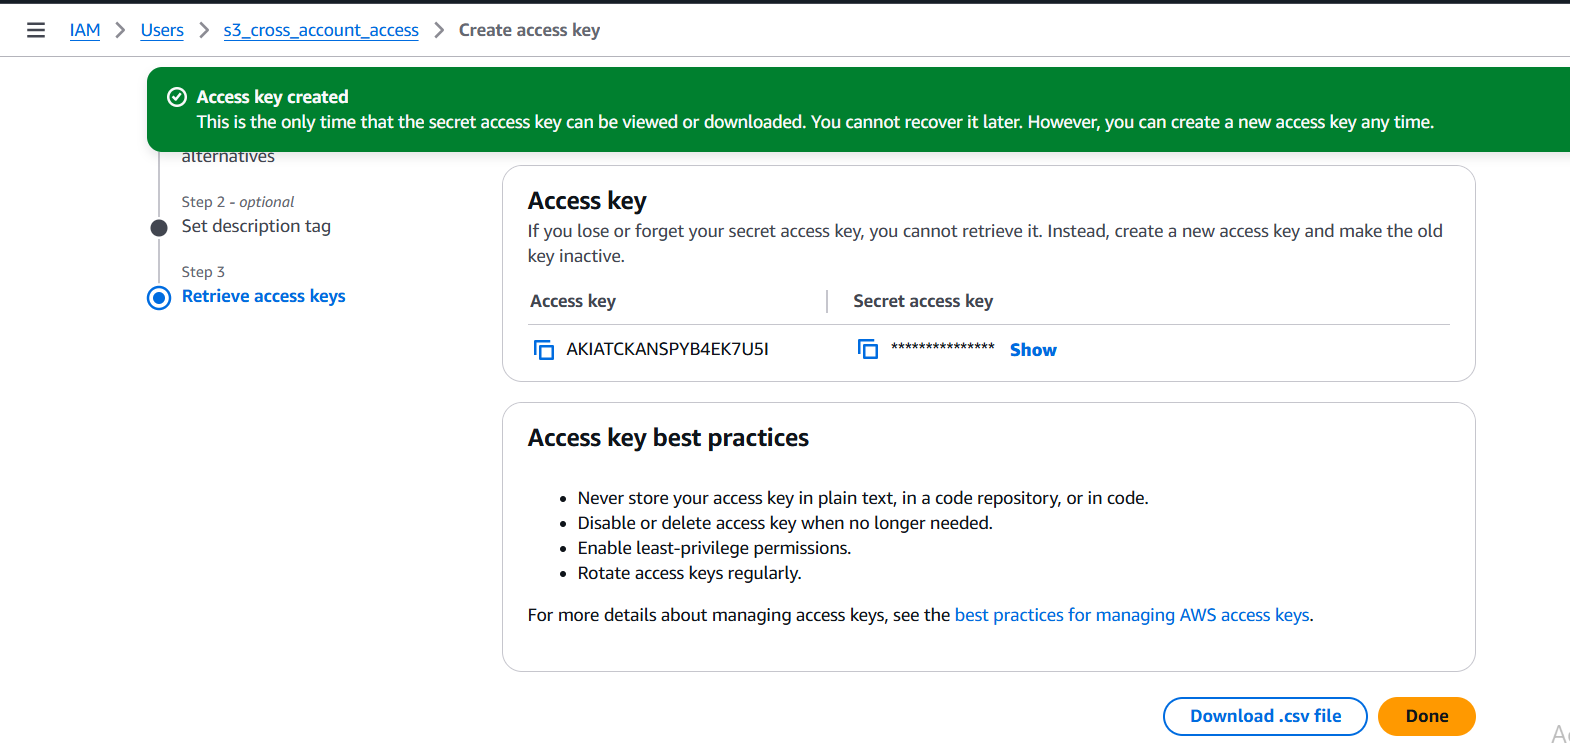 IAM > Users > s3_cross_account_access > Create access key
Access key created
This is the only time that the secret access key can be viewed or downloaded. You cannot recover it later. However, you can create a new access key any time.
alternatives
Step 2 - optional
Set description tag
Step 3
Retrieve access keys
Access key
If you lose or forget your secret access key, you cannot retrieve it. Instead, create a new access key and make the old
key inactive.
Access key
Secret access key
AKIATCKANSPYB4EK7U5I
*************** Show
Access key best practices
• Never store your access key in plain text, in a code repository, or in code.
• Disable or delete access key when no longer needed.
• Enable least-privilege permissions.
• Rotate access keys regularly.
For more details about managing access keys, see the best practices for managing AWS access keys.
Download .csv file
Done